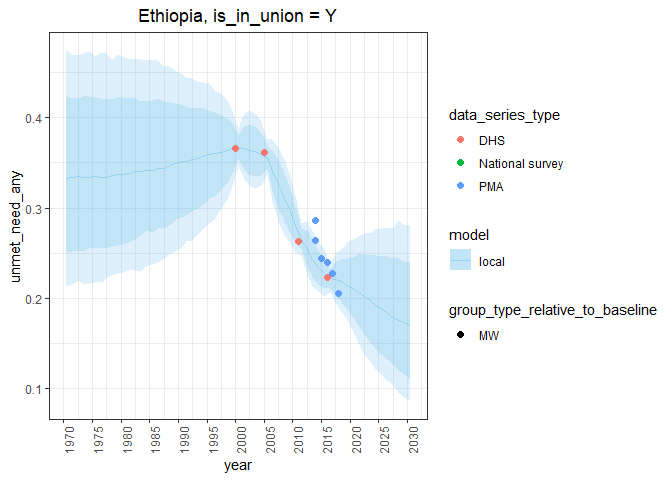 Ethiopia, is_in_union = Y
unmet_need_any
0.4
0.3
0.2
0.1
1970
1975
1980
1985
1990
1995
2000
2005
2010
2015
2020
2025
2030
year
data_series_type
DHS
National survey
PMA
model
local
group_type_relative_to_baseline
MW